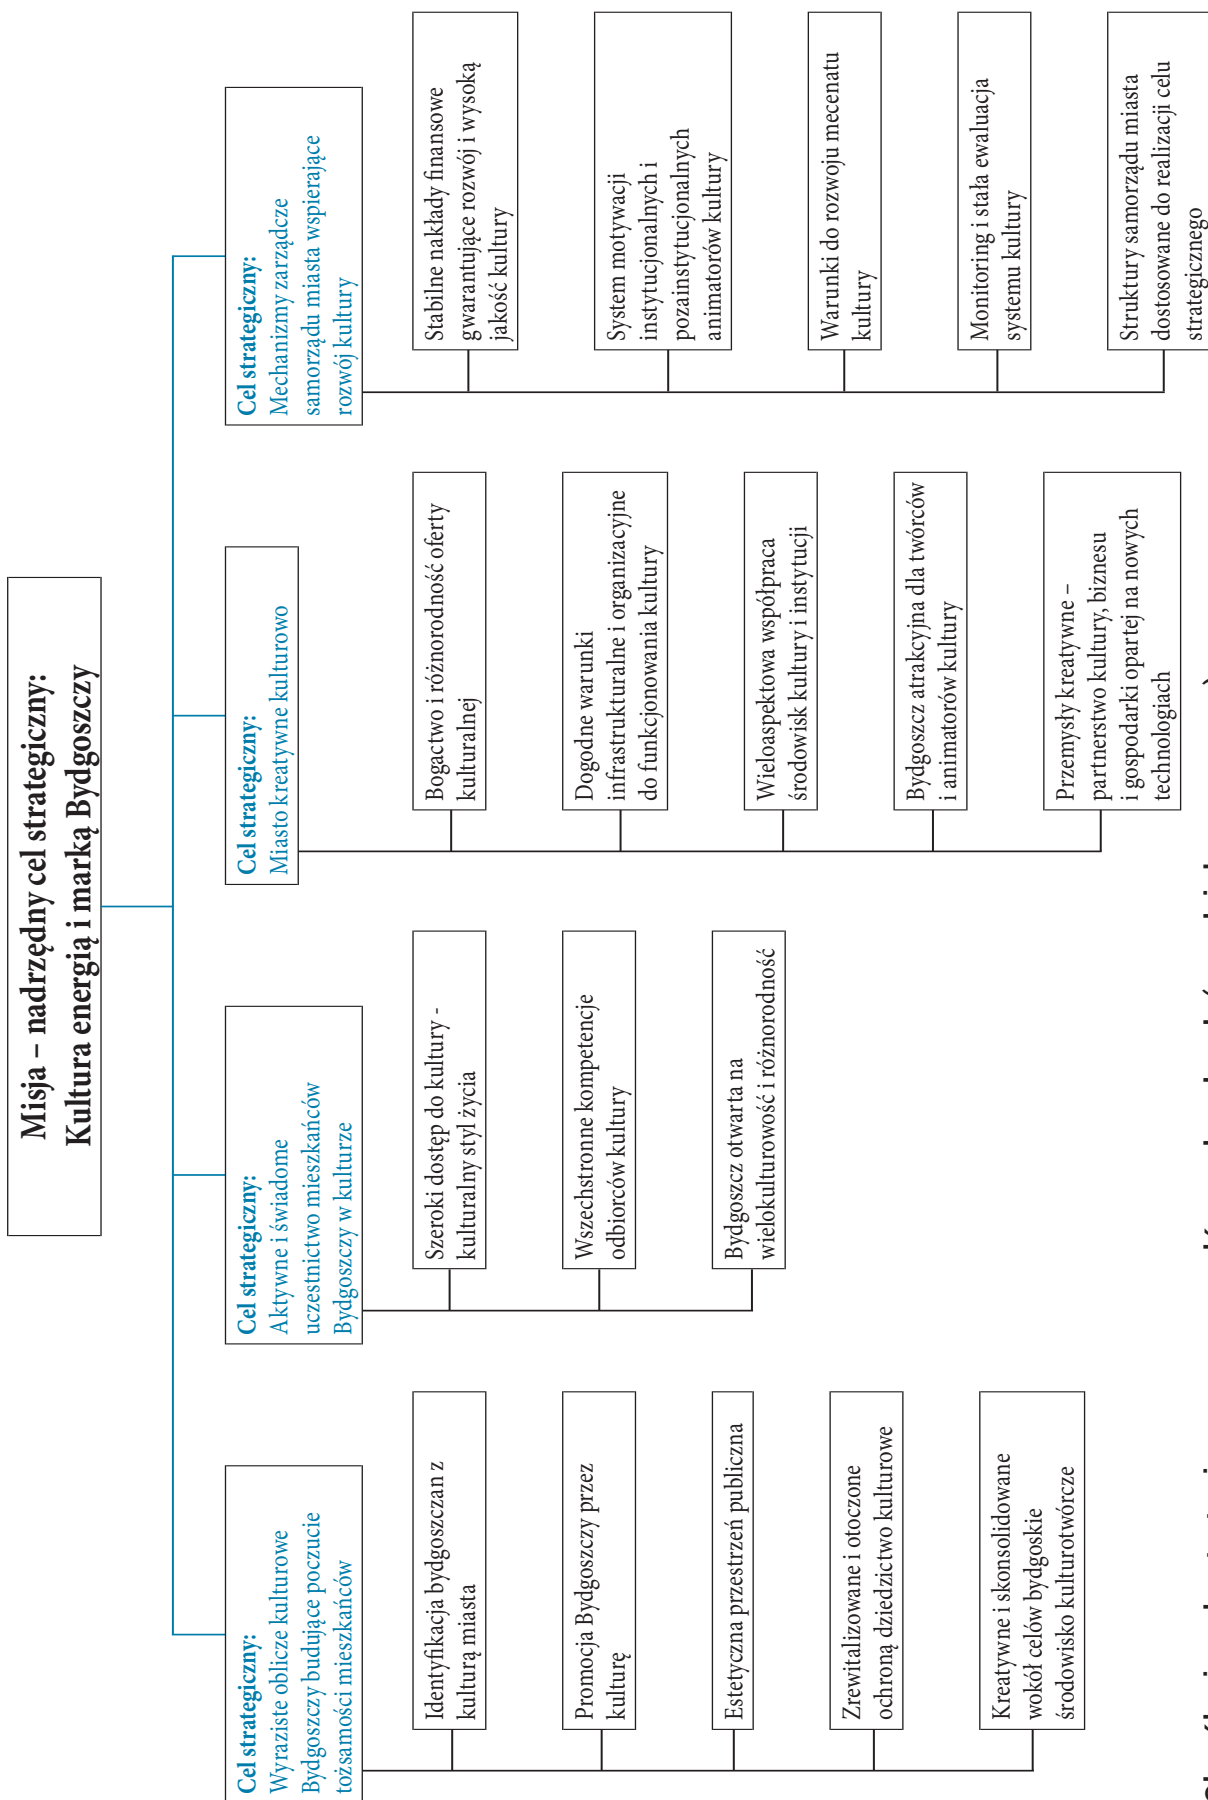 Misja – nadrzędny cel strategiczny:
Kultura energią i marką Bydgoszczy
Cel strategiczny:
Wyraziste oblicze kulturowe
Bydgoszczy budujące poczucie
tożsamości mieszkańców
Identyfikacja bydgoszczan z
kulturą miasta
Promocja Bydgoszczy przez
kulturę
Estetyczna przestrzeń publiczna
Zrewitalizowane i otoczone
ochroną dziedzictwo kulturowe
Kreatywne i skonsolidowane
wokół celów bydgoskie
środowisko kulturotwórcze
Cel strategiczny:
Aktywne i świadome
uczestnictwo mieszkańców
Bydgoszczy w kulturze
Szeroki dostęp do kultury -
kulturalny styl życia
Wszechstronne kompetencje
odbiorców kultury
Bydgoszcz otwarta na
wielokulturowość i różnorodność
Cel strategiczny:
Miasto kreatywne kulturowo
Bogactwo i różnorodność oferty
kulturalnej
Dogodne warunki
infrastrukturalne i organizacyjne
do funkcjonowania kultury
Wieloaspektowa współpraca
środowisk kultury i instytucji
Bydgoszcz atrakcyjna dla twórców
i animatorów kultury
Przemysły kreatywne –
partnerstwo kultury, biznesu
i gospodarki opartej na nowych
technologiach
Cel strategiczny:
Mechanizmy zarządcze
samorządu miasta wspierające
rozwój kultury
Stabilne nakłady finansowe
gwarantujące rozwój i wysoką
jakość kultury
System motywacji
instytucjonalnych i
pozainstytucjonalnych
animatorów kultury
Warunki do rozwoju mecenatu
kultury
Monitoring i stała ewaluacja
systemu kultury
Struktury samorządu miasta
dostosowane do realizacji celu
strategicznego